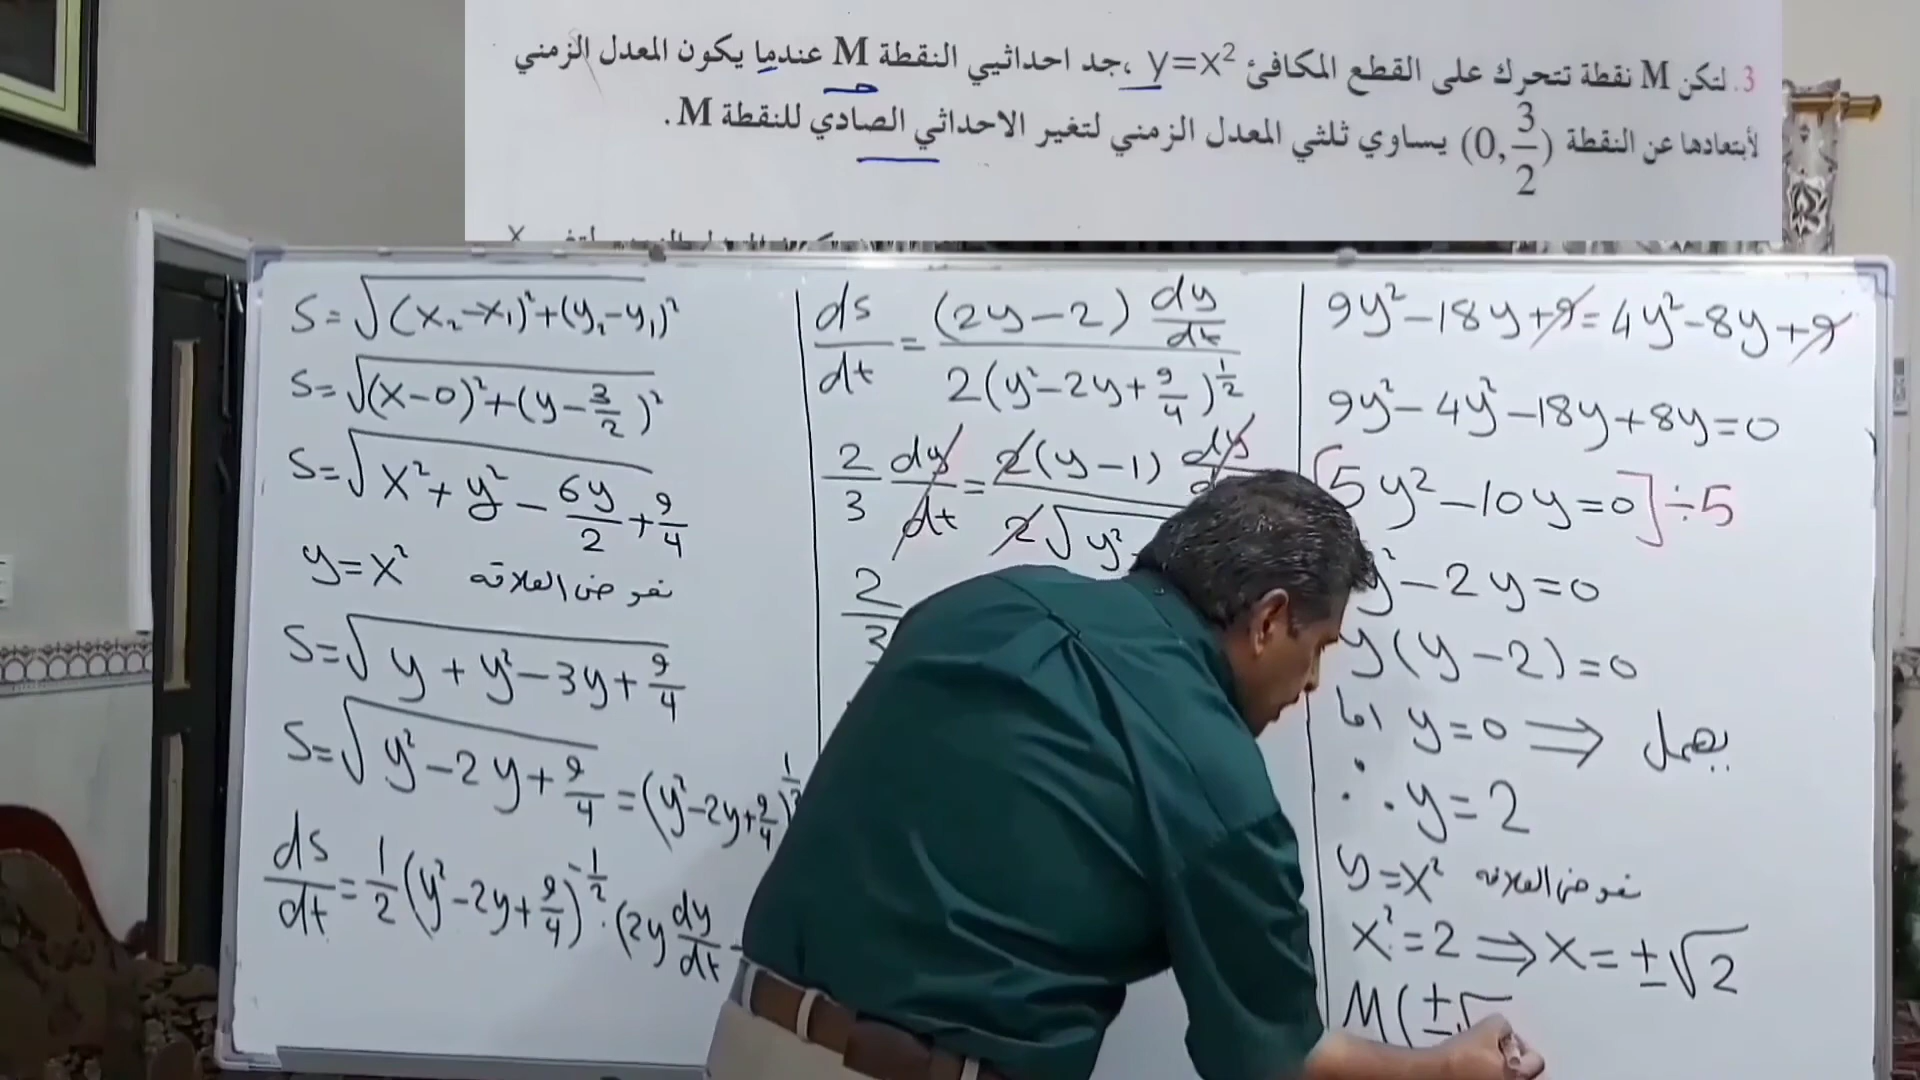 3. لتكن M نقطة تتحرك على القطع المكافئ y=x² ،جد احداثيي النقطة M عندما يكون المعدل الزمني
لأبتعادها عن النقطة (0,3/2) يساوي ثلثي المعدل الزمني لتغير الاحداثي الصادي للنقطة M .
S=√(x₂-x₁)²+(y₂-y₁)²
S=√(x-0)²+(y-3/2)²
S=√x²+y²-6y/2+9/4
y=x² نعوض العلاقة
S=√y+y²-3y+9/4
S=√y²-2y+9/4=(y²-2y+9/4)^1/2
ds/dt=1/2(y²-2y+9/4)^-1/2.(2y dy/dt-
ds/dt=(2y-2)dy/dt/2(y²-2y+9/4)^1/2
2/3 dy/dt=2(y-1)dy/d/2√y²-
2/3
9y²-18y+9=4y²-8y+9
9y²-4y²-18y+8y=0
[5y²-10y=0]÷5
y²-2y=0
y(y-2)=0
اما y=0 ⟹ يهمل
∴ y=2
y=x² نعوض العلاقة
x²=2⟹x=±√2
M(±√